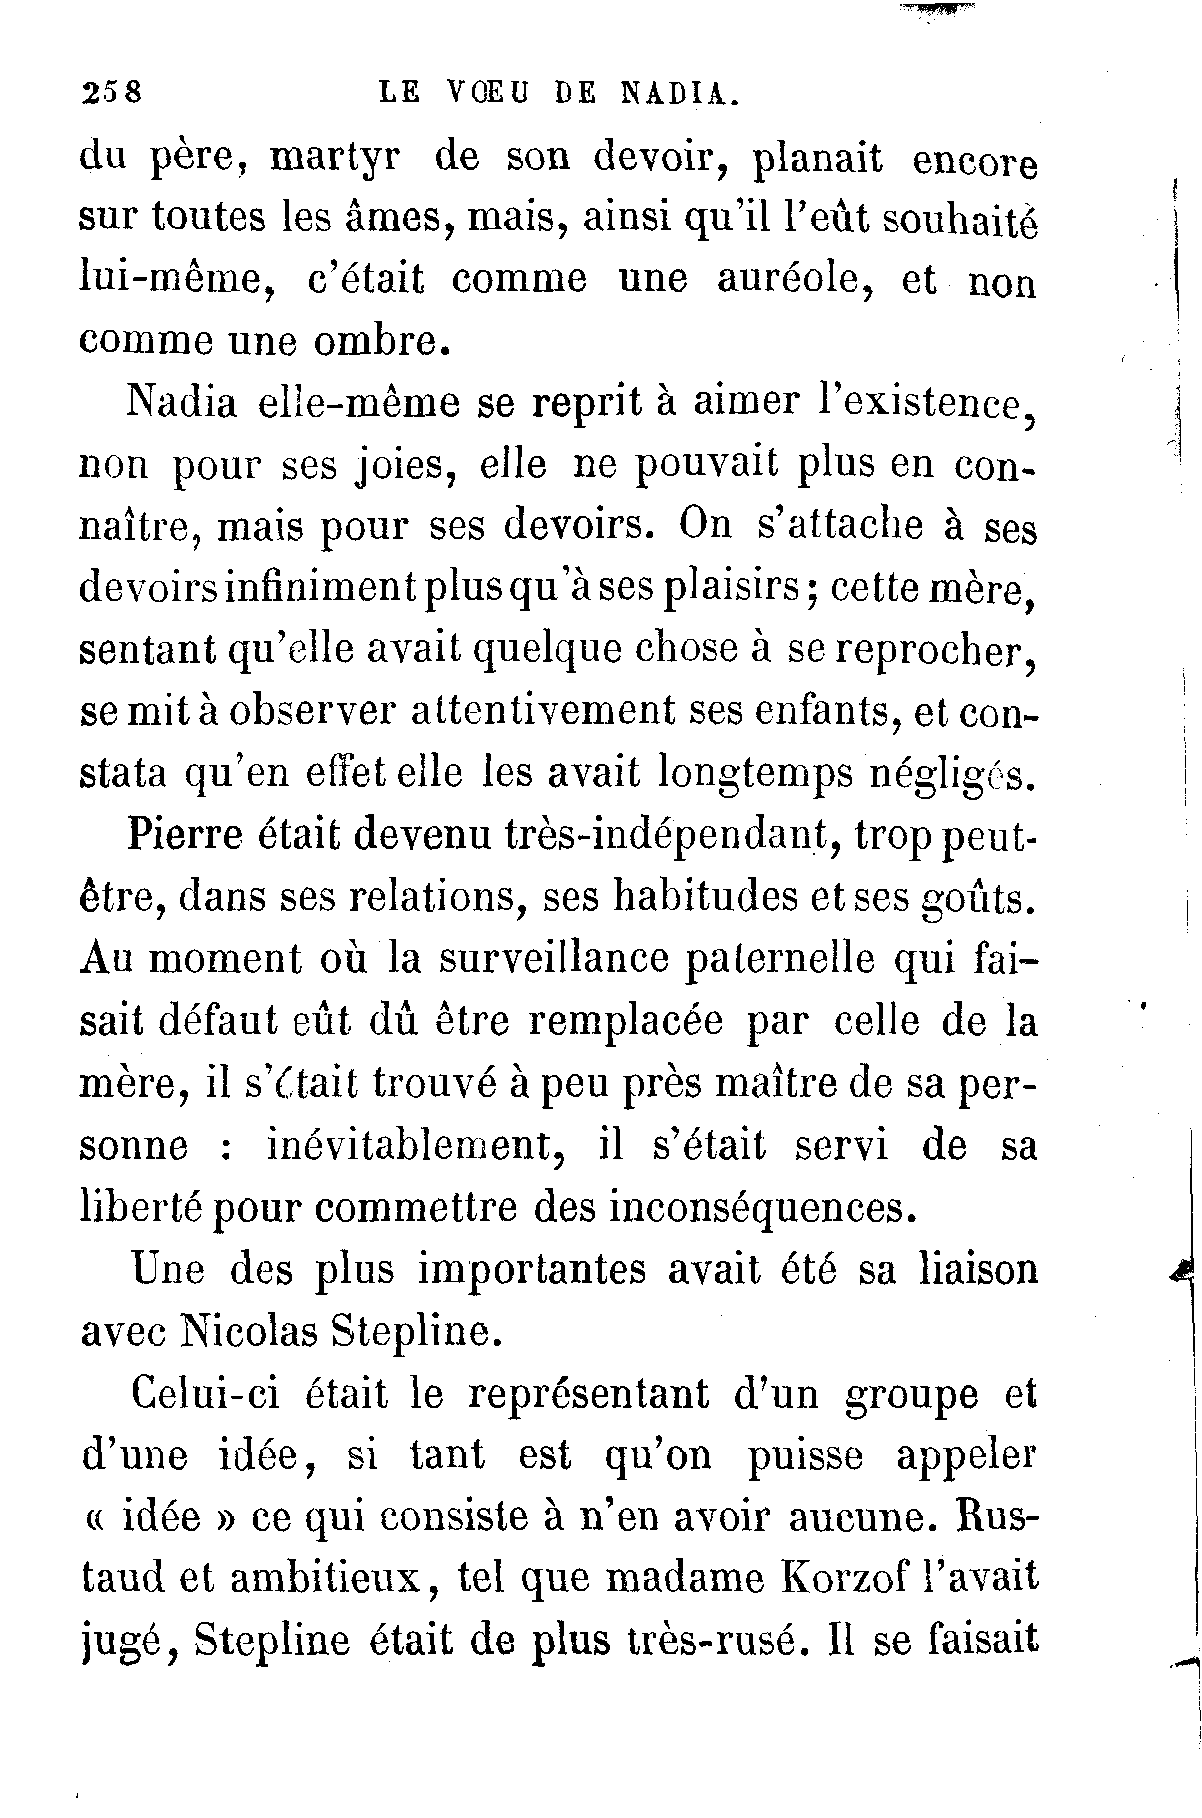 258 LE VŒU DE NADIA.
du père, martyr de son devoir, planait encore
sur toutes les âmes, mais, ainsi qu'il l'eût souhaité
lui-même, c'était comme une auréole, et non
comme une ombre.
Nadia elle-même se reprit à aimer l'existence,
non pour ses joies, elle ne pouvait plus en con-
naître, mais pour ses devoirs. On s'attache à ses
devoirs infiniment plus qu'à ses plaisirs ; cette mère,
sentant qu'elle avait quelque chose à se reprocher,
se mit à observer attentivement ses enfants, et con-
stata qu'en effet elle les avait longtemps négligés.
Pierre était devenu très-indépendant, trop peut-
être, dans ses relations, ses habitudes et ses goûts.
Au moment où la surveillance paternelle qui fai-
sait défaut eût dû être remplacée par celle de la
mère, il s'était trouvé à peu près maître de sa per-
sonne : inévitablement, il s'était servi de sa
liberté pour commettre des inconséquences.
Une des plus importantes avait été sa liaison
avec Nicolas Stepline.
Celui-ci était le représentant d'un groupe et
d'une idée, si tant est qu'on puisse appeler
« idée » ce qui consiste à n'en avoir aucune. Rus-
taud et ambitieux, tel que madame Korzof l'avait
jugé, Stepline était de plus très-rusé. Il se faisait